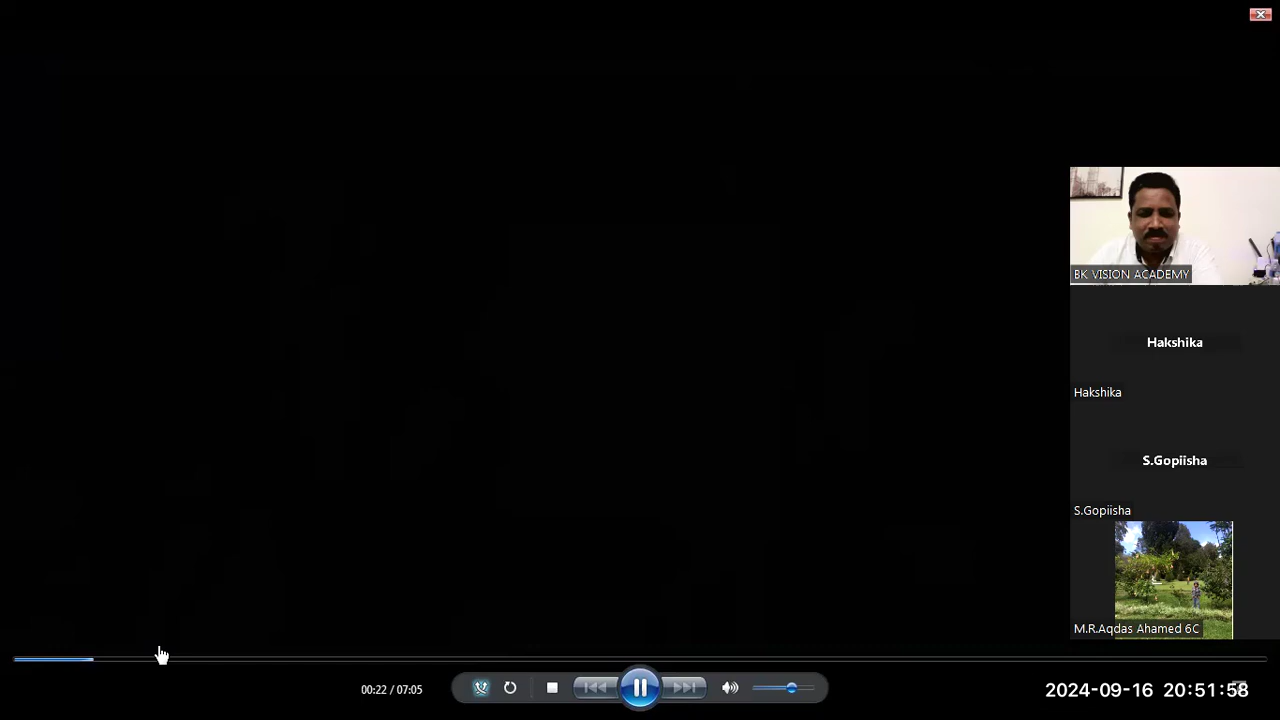 BK VISION ACADEMY
Hakshika
Hakshika
S.Gopiisha
S.Gopiisha
M.R.Aqdas Ahamed 6C
00:22 / 07:05
2024-09-16 20:51:58